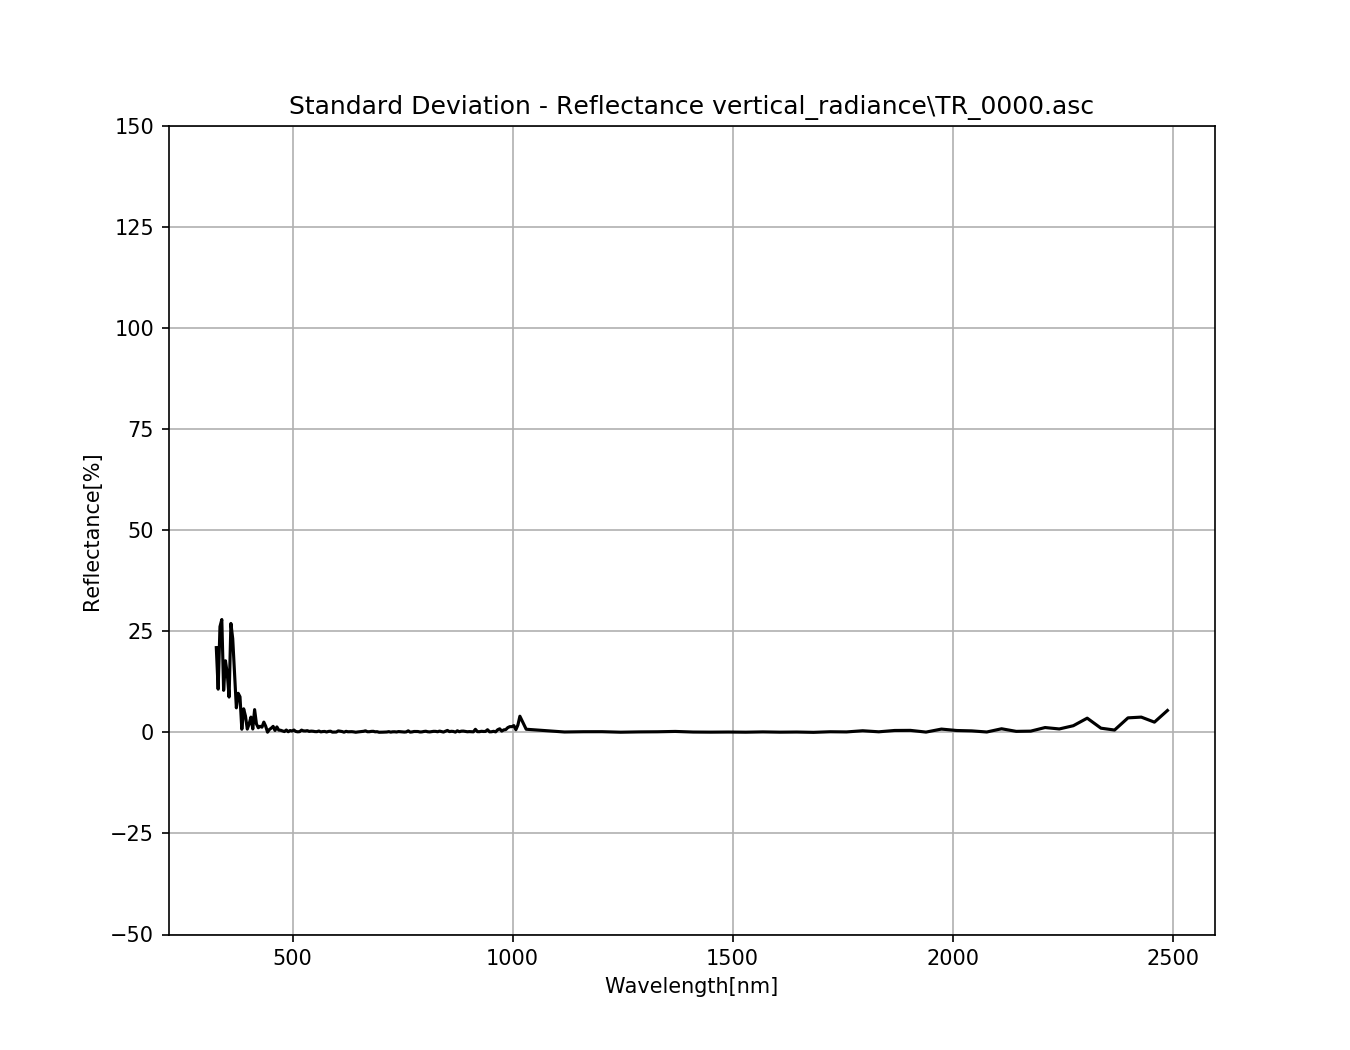 Standard Deviation - Reflectance vertical_radiance\TR_0000.asc
150
125
100
75
50
25
0
−25
−50
Reflectance[%]
500 1000 1500 2000 2500
Wavelength[nm]